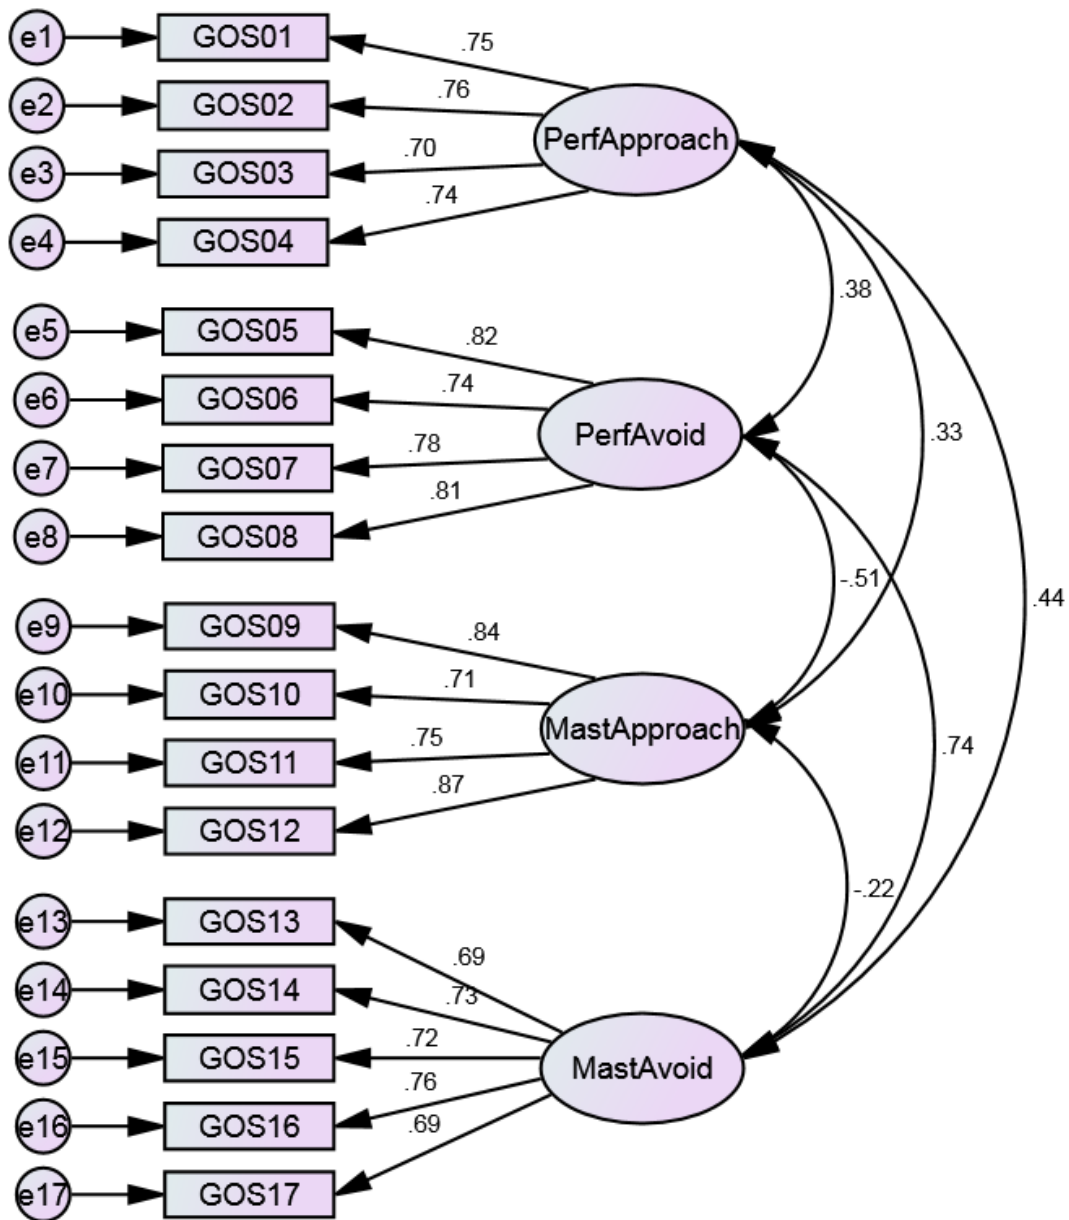 e1 GOS01 .75
e2 GOS02 .76
PerfApproach
e3 GOS03 .70
e4 GOS04 .74
.38
e5 GOS05 .82
e6 GOS06 .74
PerfAvoid
.33
e7 GOS07 .78
e8 GOS08 .81
-.51
.44
e9 GOS09 .84
e10 GOS10 .71
MastApproach
e11 GOS11 .75
.74
e12 GOS12 .87
-.22
e13 GOS13 .69
e14 GOS14 .73
e15 GOS15 .72
MastAvoid
e16 GOS16 .76
e17 GOS17 .69